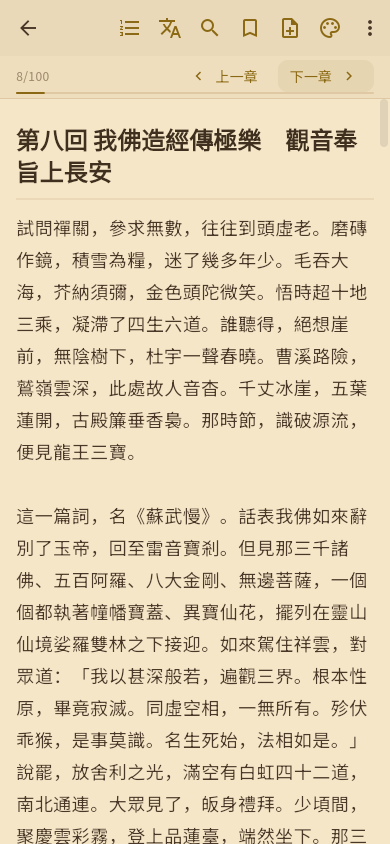 8/100
上一章
下一章
第八回 我佛造經傳極樂　觀音奉
旨上長安
試問禪關，參求無數，往往到頭虛老。磨磚
作鏡，積雪為糧，迷了幾多年少。毛吞大
海，芥納須彌，金色頭陀微笑。悟時超十地
三乘，凝滯了四生六道。誰聽得，絕想崖
前，無陰樹下，杜宇一聲春曉。曹溪路險，
鷲嶺雲深，此處故人音杳。千丈冰崖，五葉
蓮開，古殿簾垂香裊。那時節，識破源流，
便見龍王三寶。
這一篇詞，名《蘇武慢》。話表我佛如來辭
別了玉帝，回至雷音寶剎。但見那三千諸
佛、五百阿羅、八大金剛、無邊菩薩，一個
個都執著幢幡寶蓋、異寶仙花，擺列在靈山
仙境娑羅雙林之下接迎。如來駕住祥雲，對
眾道：「我以甚深般若，遍觀三界。根本性
原，畢竟寂滅。同虛空相，一無所有。殄伏
乖猴，是事莫識。名生死始，法相如是。」
說罷，放舍利之光，滿空有白虹四十二道，
南北通連。大眾見了，皈身禮拜。少頃間，
聚慶雲彩霧，登上品蓮臺，端然坐下。那三